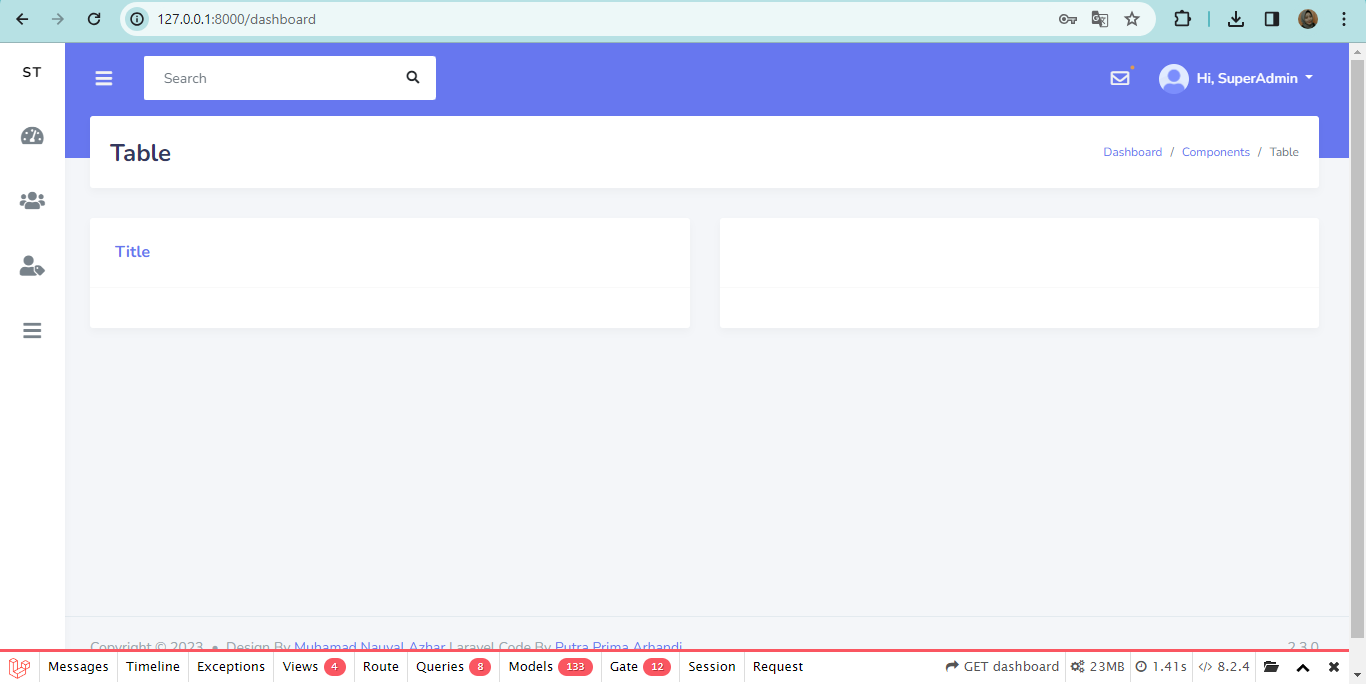 127.0.0.1:8000/dashboard
ST
Search
Hi, SuperAdmin
Table
Dashboard / Components / Table
Title
Copyright © 2023 • Design By Muhamad Nauval Azhar Laravel Code By Putra Prima Arhandi
2.3.0
Messages Timeline Exceptions Views 4 Route Queries 8 Models 133 Gate 12 Session Request GET dashboard 23MB 1.41s 8.2.4